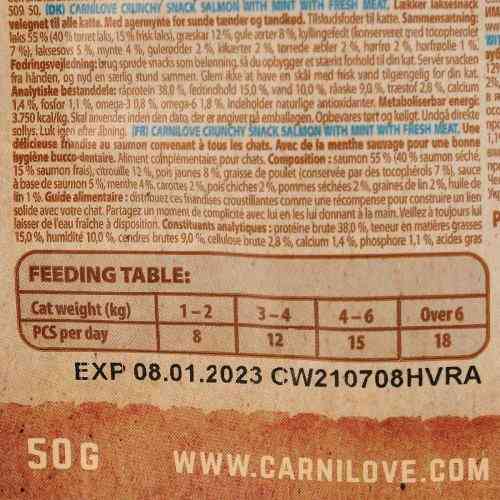 509 50, (DK) CARNILOVE CRUNCHY SNACK SALMON WITH MINT WITH FRESH MEAT. Lækker laksesnack
velegnet til alle katte. Med agermynte for sunde tænder og tandkød. Tilskudsfoder til katte. Sammensætning:
laks 55 % (40 % tørret laks, 15 % frisk laks), græskar 12 %, gule ærter 8 %, kyllingefedt (konserveret med tocopheroler
7 %), laksesovs 5 %, mynte 4 %, gulerødder 2 %, kikærter 2 %, tørrede æbler 2 %, hørfrø 2 %, hørfrøolie 1 %.
Fodringsvejledning: brug sprøde snacks som belønning, så du opbygger et stærkt forhold til din kat. Servér snacken
fra hånden, og nyd en særlig stund sammen. Glem ikke at have en skål med frisk vand tilgængelig for din kat.
Analytiske bestanddele: råprotein 38,0 %, fedtindhold 15,0 %, vand 10,0 %, råaske 9,0 %, træstof 2,8 %, calcium
1,4 %, fosfor 1,1 %, omega-3 0,8 %, omega-6 1,8 %. Indeholder naturlige antioxidanter. Metaboliserbar energi:
3.750 kcal/kg. Skal anvendes inden den dato, der er angivet på emballagen. Opbevares tørt og køligt. Undgå direkte
sollys. Luk igen efter åbning. (FR) CARNILOVE CRUNCHY SNACK SALMON WITH MINT WITH FRESH MEAT. Une
délicieuse friandise au saumon convenant à tous les chats. Avec de la menthe sauvage pour une bonne
hygiène bucco-dentaire. Aliment complémentaire pour chats. Composition : saumon 55 % (40 % saumon séché,
15 % saumon frais), citrouille 12 %, pois jaunes 8 %, graisse de poulet (conservée par des tocophérols 7 %), sauce
à base de saumon 5 %, menthe 4 %, carottes 2 %, pois chiches 2 %, pommes séchées 2 %, graines de lin 2 %, huile de
lin 1 %. Guide alimentaire : distribuez ces friandises croustillantes comme une récompense pour construire un lien
solide avec votre chat. Partagez un moment de complicité avec lui en les lui donnant à la main. Veillez à toujours lui
laisser de l'eau fraîche à disposition. Constituants analytiques : protéine brute 38,0 %, teneur en matières grasses
15,0 %, humidité 10,0 %, cendres brutes 9,0 %, cellulose brute 2,8 %, calcium 1,4 %, phosphore 1,1 %, acides gras
FEEDING TABLE:
Cat weight (kg) 1-2 3-4 4-6 Over 6
PCS per day 8 12 15 18
EXP 08.01.2023 CW210708HVRA
50 G WWW.CARNILOVE.COM